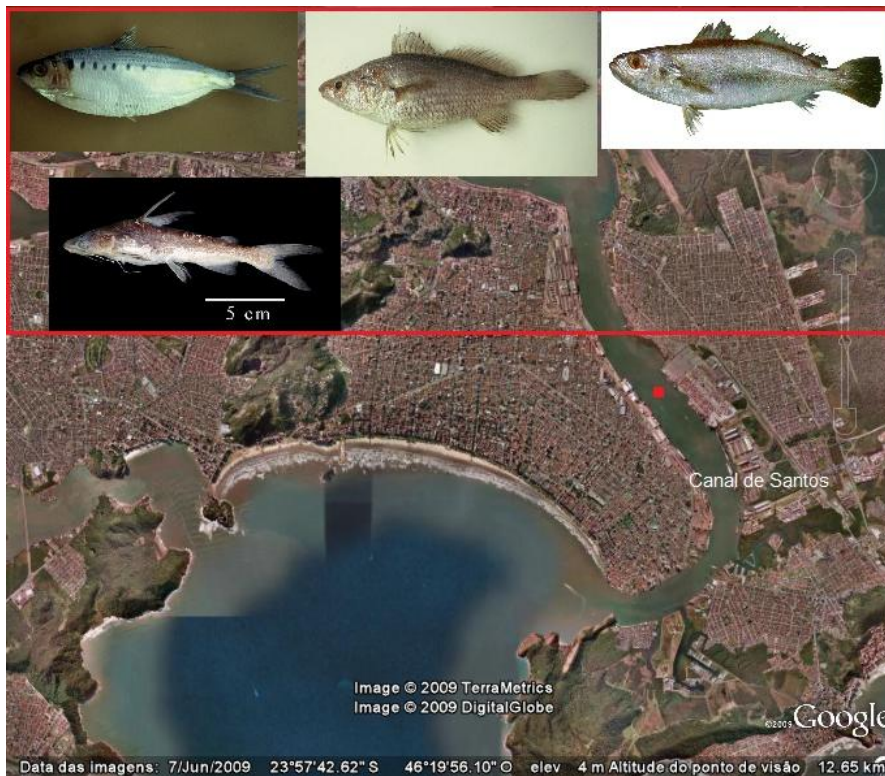 5 cm
Canal de Santos
Image © 2009 TerraMetrics
Image © 2009 DigitalGlobe
©2009 Google
Data das imagens: 7/Jun/2009 23°57'42.62" S 46°19'56.10" O elev 4 m Altitude do ponto de visão 12.65 km